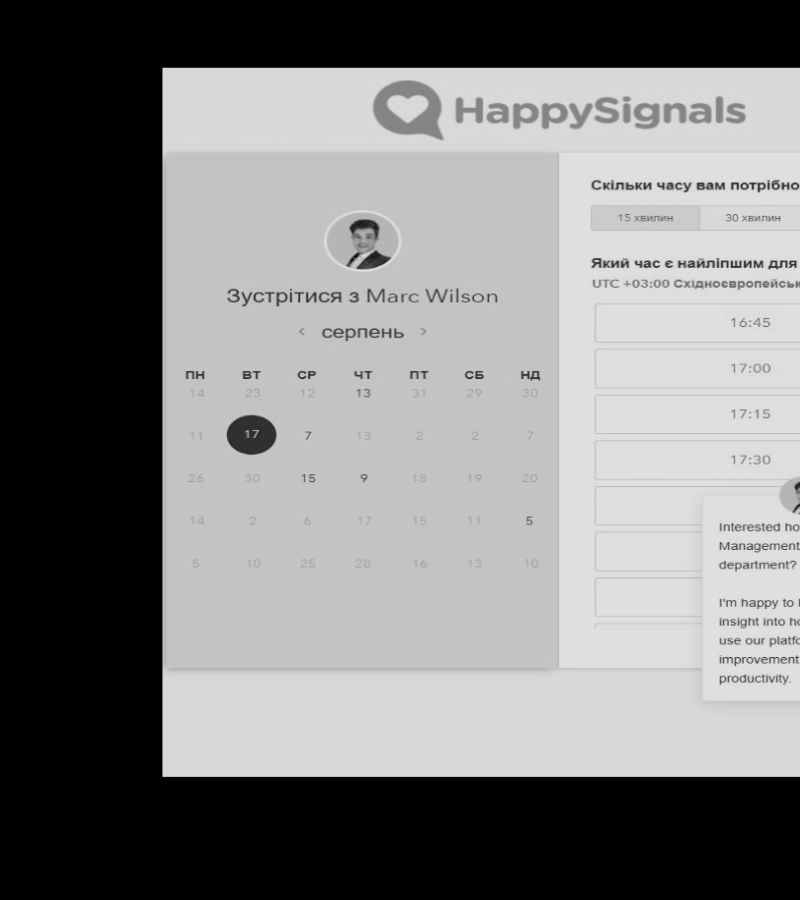 HappySignals
Зустрітися з Marc Wilson
< серпень >
ПН ВТ СР ЧТ ПТ СБ НД
14 23 12 13 31 29 30
11 17 7 13 2 2 7
26 30 15 9 18 19 20
14 2 6 17 15 11 5
5 10 25 28 16 13 10
Скільки часу вам потрібно
15 хвилин 30 хвилин
Який час є найліпшим для
UTC +03:00 Східноєвропейськ
16:45
17:00
17:15
17:30
Interested ho
Management
department?
I'm happy to
insight into ho
use our platfo
improvement
productivity.